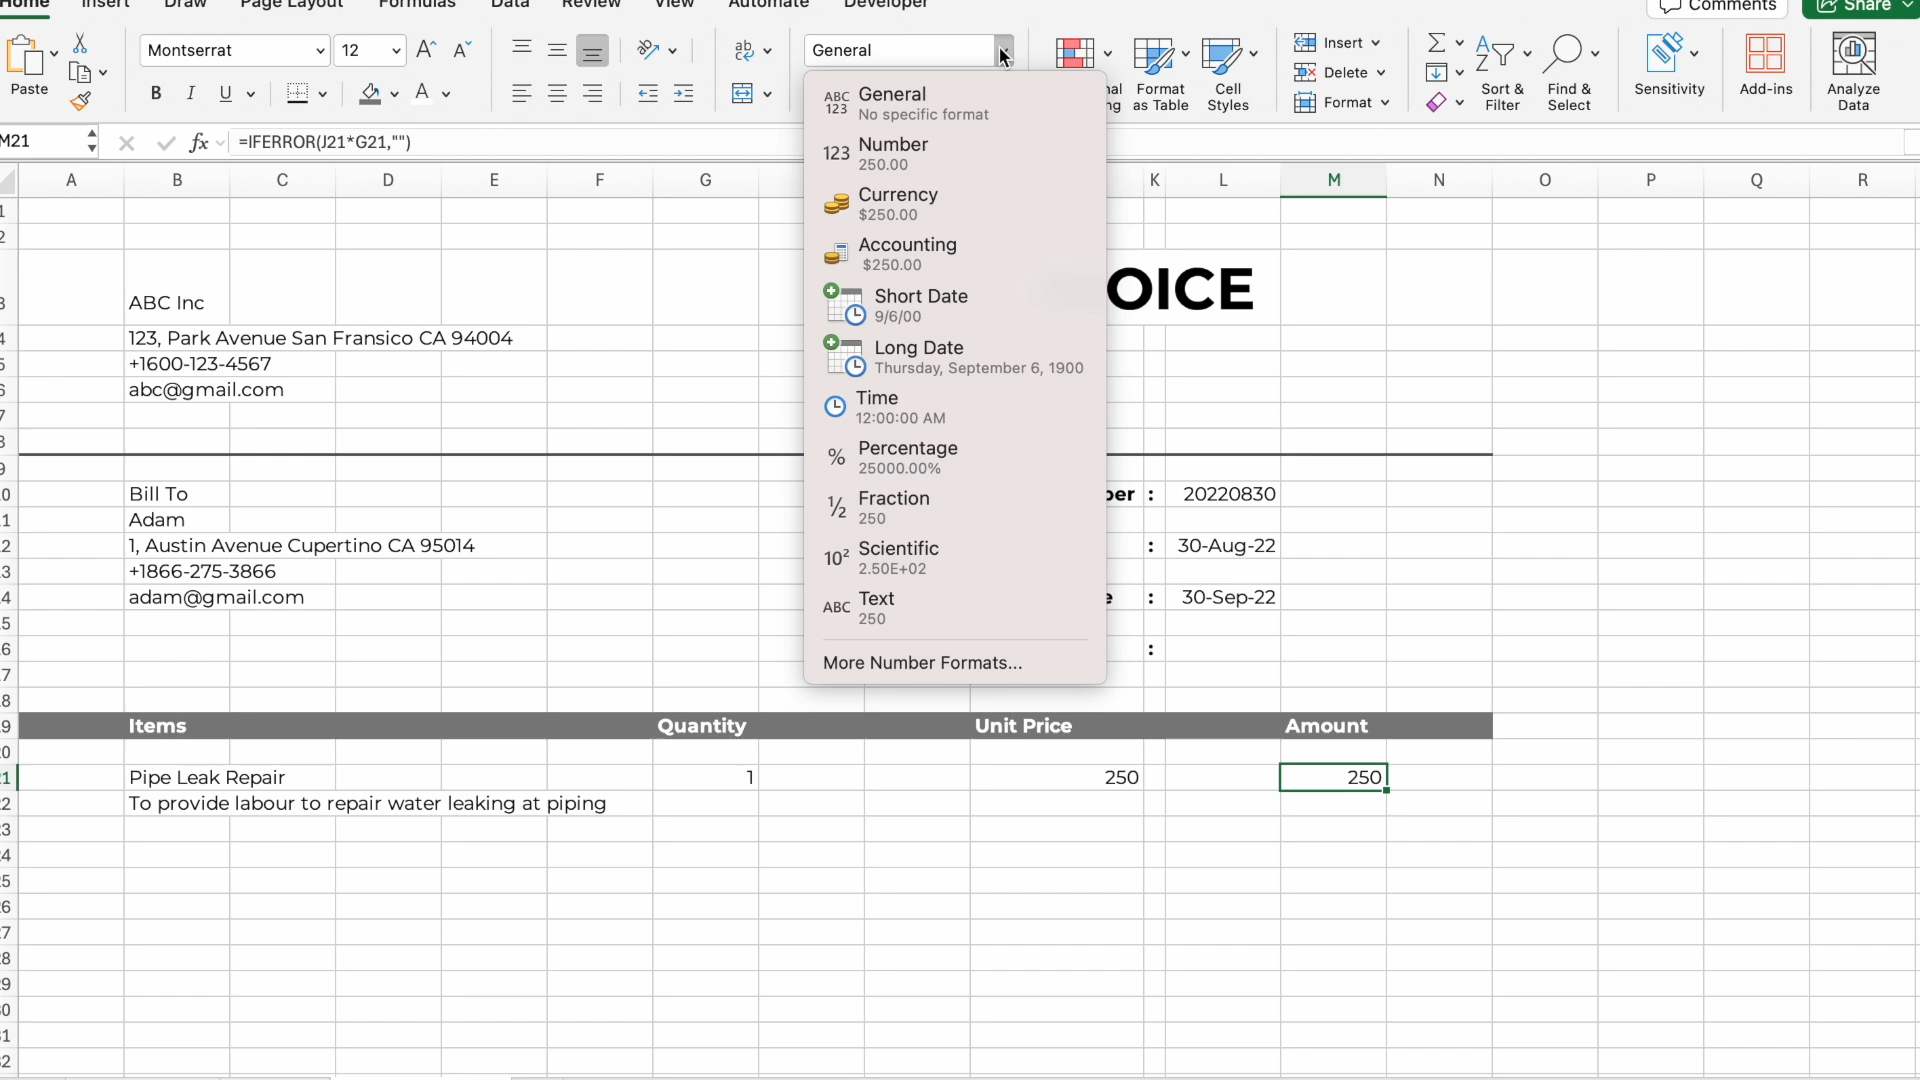 Home Insert Draw Page Layout Formulas Data Review View Automate Developer Comments Share
Paste Montserrat 12 General Format as Table Cell Styles Insert Delete Format Sort & Filter Find & Select Sensitivity Add-ins Analyze Data
B I U A
M21 fx =IFERROR(J21*G21,"")
A B C D E F G K L M N O P Q R
ABC 123 General
No specific format
123 Number
250.00
Currency
$250.00
Accounting
$250.00
Short Date
9/6/00
Long Date
Thursday, September 6, 1900
Time
12:00:00 AM
% Percentage
25000.00%
½ Fraction
250
10² Scientific
2.50E+02
ABC Text
250
More Number Formats...
OICE
ABC Inc
123, Park Avenue San Fransico CA 94004
+1600-123-4567
abc@gmail.com
Bill To ber : 20220830
Adam
1, Austin Avenue Cupertino CA 95014 : 30-Aug-22
+1866-275-3866
adam@gmail.com e : 30-Sep-22
:
Items Quantity Unit Price Amount
Pipe Leak Repair 1 250 250
To provide labour to repair water leaking at piping